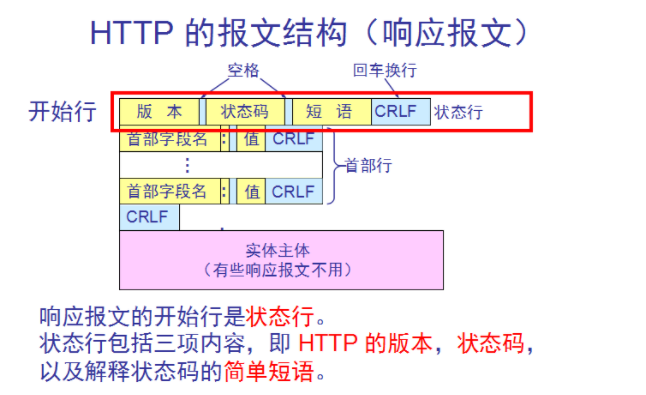 HTTP 的报文结构（响应报文）
空格 回车换行
开始行 版 本 状态码 短 语 CRLF 状态行
首部字段名 : 值 CRLF
⋮ 首部行
首部字段名 : 值 CRLF
CRLF
实体主体
（有些响应报文不用）
响应报文的开始行是状态行。
状态行包括三项内容，即 HTTP 的版本，状态码，
以及解释状态码的简单短语。